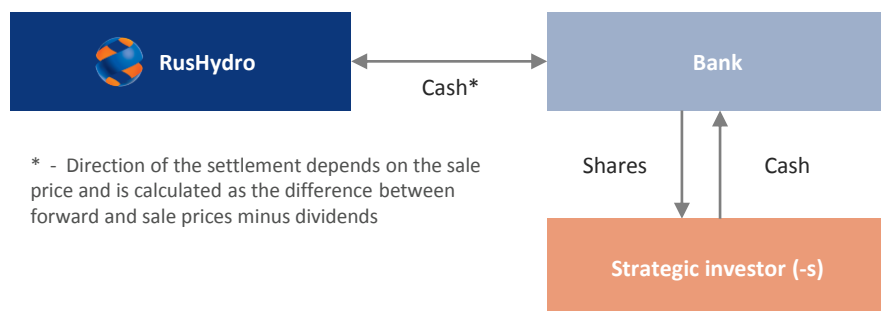 RusHydro
Bank
Cash*
* - Direction of the settlement depends on the sale
price and is calculated as the difference between
forward and sale prices minus dividends
Shares
Cash
Strategic investor (-s)